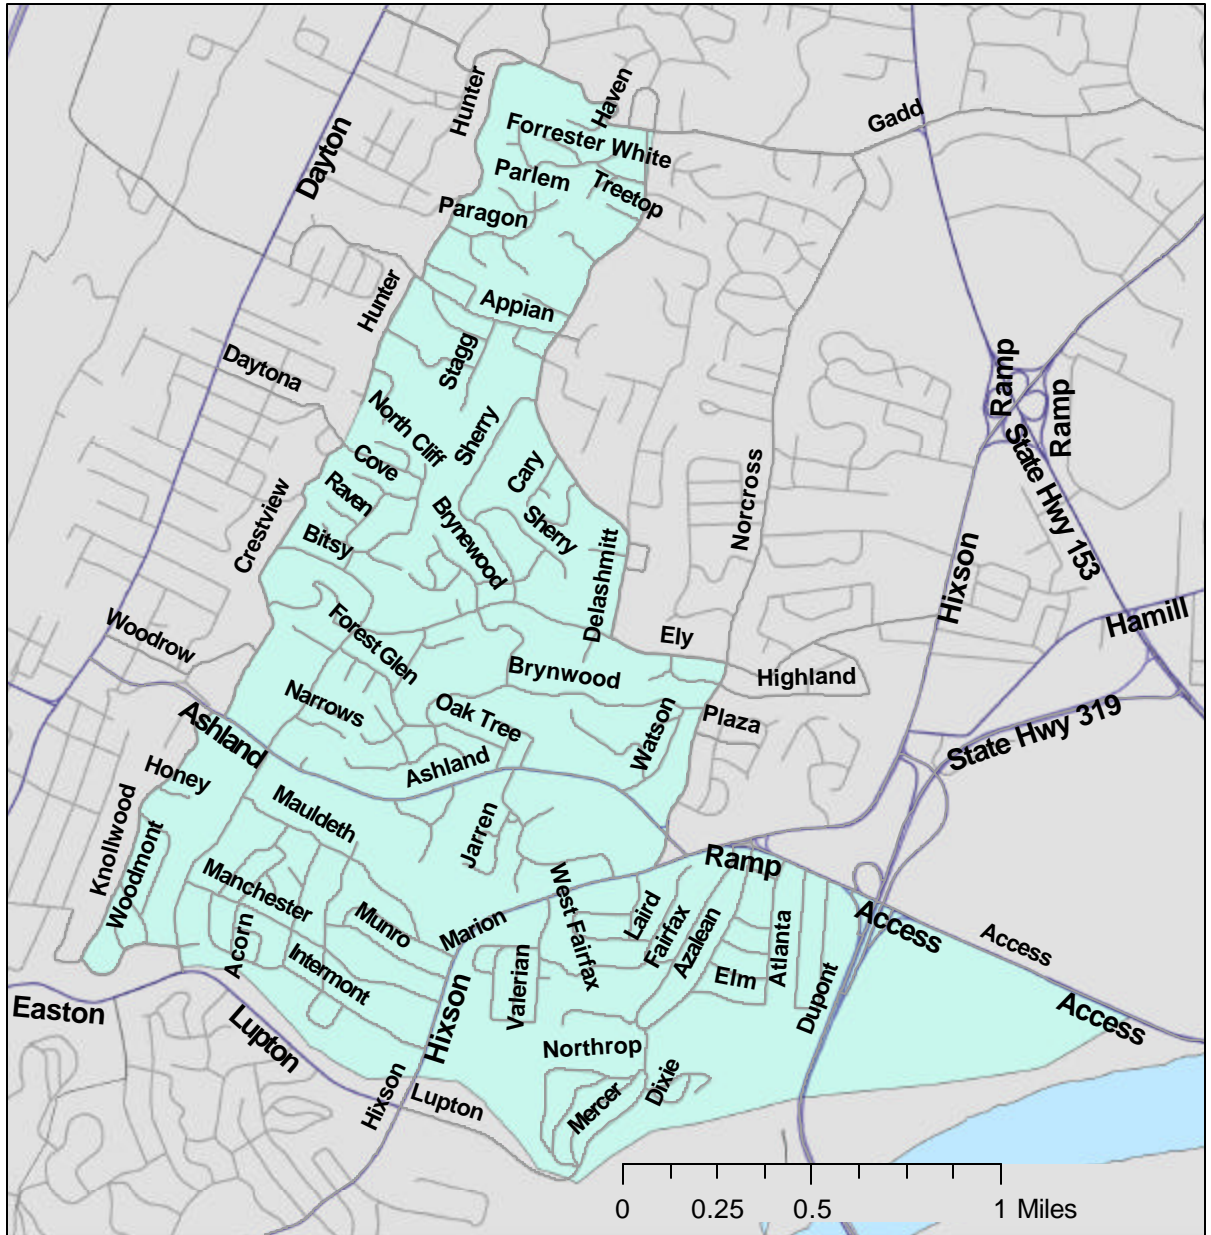 Hunter
Haven
Gadd
Forrester White
Dayton
Parlem
Treetop
Paragon
Hunter
Appian
Stagg
Daytona
Ramp
Ramp
North Cliff
Sherry
Cary
Cove
State Hwy 153
Raven
Norcross
Crestview
Brynewood
Sherry
Bitsy
Hixson
Delashmitt
Hamill
Woodrow
Forest Glen
Ely
Brynwood
Highland
Narrows
Oak Tree
Watson
Plaza
Ashland
State Hwy 319
Ashland
Honey
Mauldeth
Knollwood
Jarren
Ramp
Woodmont
Manchester
West Fairfax
Laird
Munro
Marion
Fairfax
Azalean
Atlanta
Access
Access
Acorn
Intermont
Valerian
Elm
Dupont
Easton
Access
Lupton
Hixson
Northrop
Hixson
Lupton
Mercer
Dixie
0 0.25 0.5 1 Miles